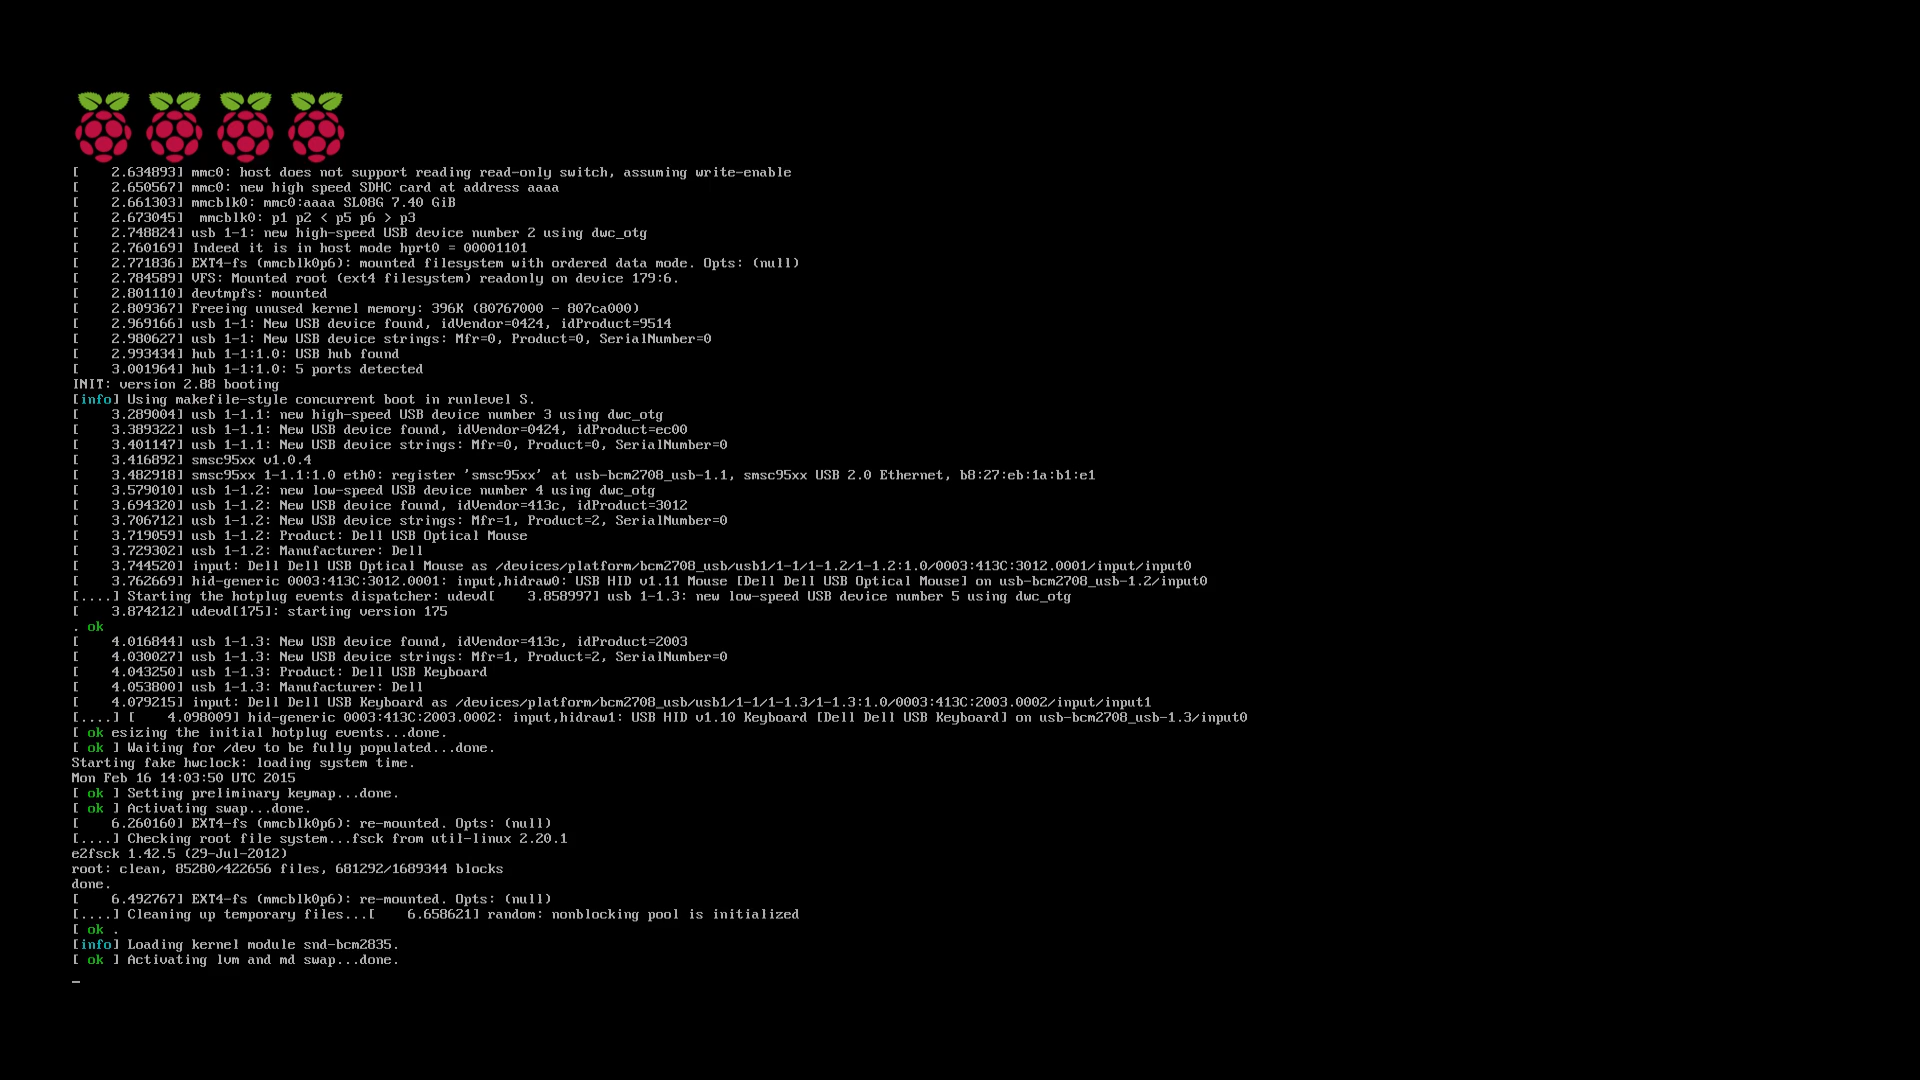 [    2.634893] mmc0: host does not support reading read-only switch, assuming write-enable
[    2.650567] mmc0: new high speed SDHC card at address aaaa
[    2.661303] mmcblk0: mmc0:aaaa SL08G 7.40 GiB
[    2.673045]  mmcblk0: p1 p2 < p5 p6 > p3
[    2.748824] usb 1-1: new high-speed USB device number 2 using dwc_otg
[    2.760169] Indeed it is in host mode hprt0 = 00001101
[    2.771836] EXT4-fs (mmcblk0p6): mounted filesystem with ordered data mode. Opts: (null)
[    2.784589] VFS: Mounted root (ext4 filesystem) readonly on device 179:6.
[    2.801110] devtmpfs: mounted
[    2.809367] Freeing unused kernel memory: 396K (80767000 - 807ca000)
[    2.969166] usb 1-1: New USB device found, idVendor=0424, idProduct=9514
[    2.980627] usb 1-1: New USB device strings: Mfr=0, Product=0, SerialNumber=0
[    2.993434] hub 1-1:1.0: USB hub found
[    3.001964] hub 1-1:1.0: 5 ports detected
INIT: version 2.88 booting
[info] Using makefile-style concurrent boot in runlevel S.
[    3.289004] usb 1-1.1: new high-speed USB device number 3 using dwc_otg
[    3.389322] usb 1-1.1: New USB device found, idVendor=0424, idProduct=ec00
[    3.401147] usb 1-1.1: New USB device strings: Mfr=0, Product=0, SerialNumber=0
[    3.416892] smsc95xx v1.0.4
[    3.482918] smsc95xx 1-1.1:1.0 eth0: register 'smsc95xx' at usb-bcm2708_usb-1.1, smsc95xx USB 2.0 Ethernet, b8:27:eb:1a:b1:e1
[    3.579010] usb 1-1.2: new low-speed USB device number 4 using dwc_otg
[    3.694320] usb 1-1.2: New USB device found, idVendor=413c, idProduct=3012
[    3.706712] usb 1-1.2: New USB device strings: Mfr=1, Product=2, SerialNumber=0
[    3.719059] usb 1-1.2: Product: Dell USB Optical Mouse
[    3.729302] usb 1-1.2: Manufacturer: Dell
[    3.744520] input: Dell Dell USB Optical Mouse as /devices/platform/bcm2708_usb/usb1/1-1/1-1.2/1-1.2:1.0/0003:413C:3012.0001/input/input0
[    3.762669] hid-generic 0003:413C:3012.0001: input,hidraw0: USB HID v1.11 Mouse [Dell Dell USB Optical Mouse] on usb-bcm2708_usb-1.2/input0
[....] Starting the hotplug events dispatcher: udevd[    3.858997] usb 1-1.3: new low-speed USB device number 5 using dwc_otg
[    3.874212] udevd[175]: starting version 175
. ok
[    4.016844] usb 1-1.3: New USB device found, idVendor=413c, idProduct=2003
[    4.030027] usb 1-1.3: New USB device strings: Mfr=1, Product=2, SerialNumber=0
[    4.043250] usb 1-1.3: Product: Dell USB Keyboard
[    4.053800] usb 1-1.3: Manufacturer: Dell
[    4.079215] input: Dell Dell USB Keyboard as /devices/platform/bcm2708_usb/usb1/1-1/1-1.3/1-1.3:1.0/0003:413C:2003.0002/input/input1
[....] [    4.098009] hid-generic 0003:413C:2003.0002: input,hidraw1: USB HID v1.10 Keyboard [Dell Dell USB Keyboard] on usb-bcm2708_usb-1.3/input0
[ ok esizing the initial hotplug events...done.
[ ok ] Waiting for /dev to be fully populated...done.
Starting fake hwclock: loading system time.
Mon Feb 16 14:03:50 UTC 2015
[ ok ] Setting preliminary keymap...done.
[ ok ] Activating swap...done.
[    6.260160] EXT4-fs (mmcblk0p6): re-mounted. Opts: (null)
[....] Checking root file system...fsck from util-linux 2.20.1
e2fsck 1.42.5 (29-Jul-2012)
root: clean, 85280/422656 files, 681292/1689344 blocks
done.
[    6.492767] EXT4-fs (mmcblk0p6): re-mounted. Opts: (null)
[....] Cleaning up temporary files...[    6.658621] random: nonblocking pool is initialized
[ ok .
[info] Loading kernel module snd-bcm2835.
[ ok ] Activating lvm and md swap...done.
_